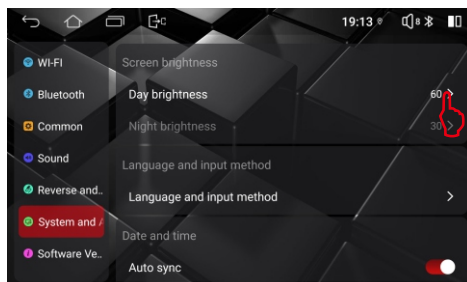 19:13 8
WI-FI
Screen brightness
Bluetooth
Day brightness 60
Common
Night brightness 30
Sound
Language and input method
Reverse and..
Language and input method
System and
Date and time
Software Ve..
Auto sync